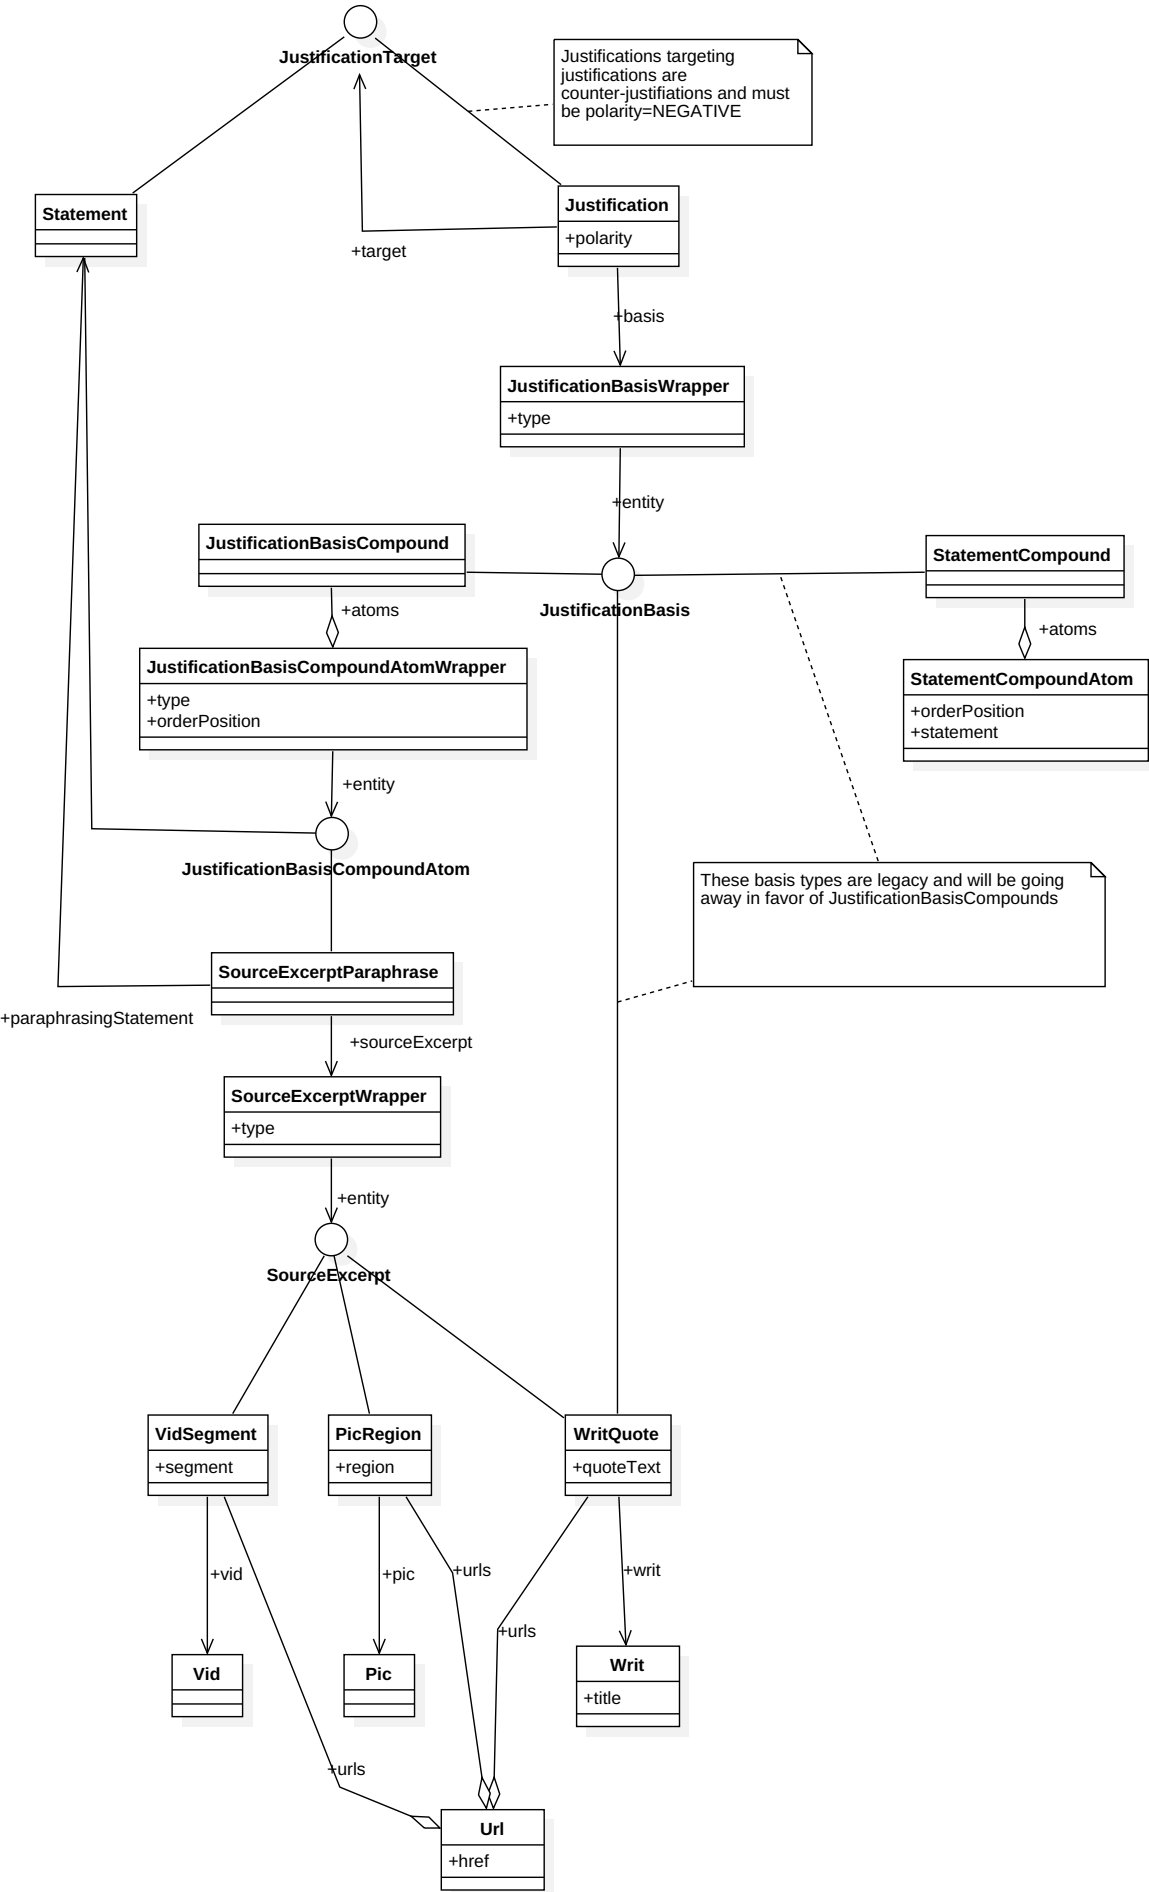 JustificationTarget
Justifications targeting
justifications are
counter-justifiations and must
be polarity=NEGATIVE
Statement
Justification
+polarity
+target
+basis
JustificationBasisWrapper
+type
+entity
JustificationBasisCompound
StatementCompound
JustificationBasis
+atoms
+atoms
JustificationBasisCompoundAtomWrapper
+type
+orderPosition
StatementCompoundAtom
+orderPosition
+statement
+entity
JustificationBasisCompoundAtom
These basis types are legacy and will be going
away in favor of JustificationBasisCompounds
SourceExcerptParaphrase
+paraphrasingStatement
+sourceExcerpt
SourceExcerptWrapper
+type
+entity
SourceExcerpt
VidSegment
+segment
PicRegion
+region
WritQuote
+quoteText
+vid
+pic
+urls
+writ
+urls
Vid
Pic
Writ
+title
+urls
Url
+href